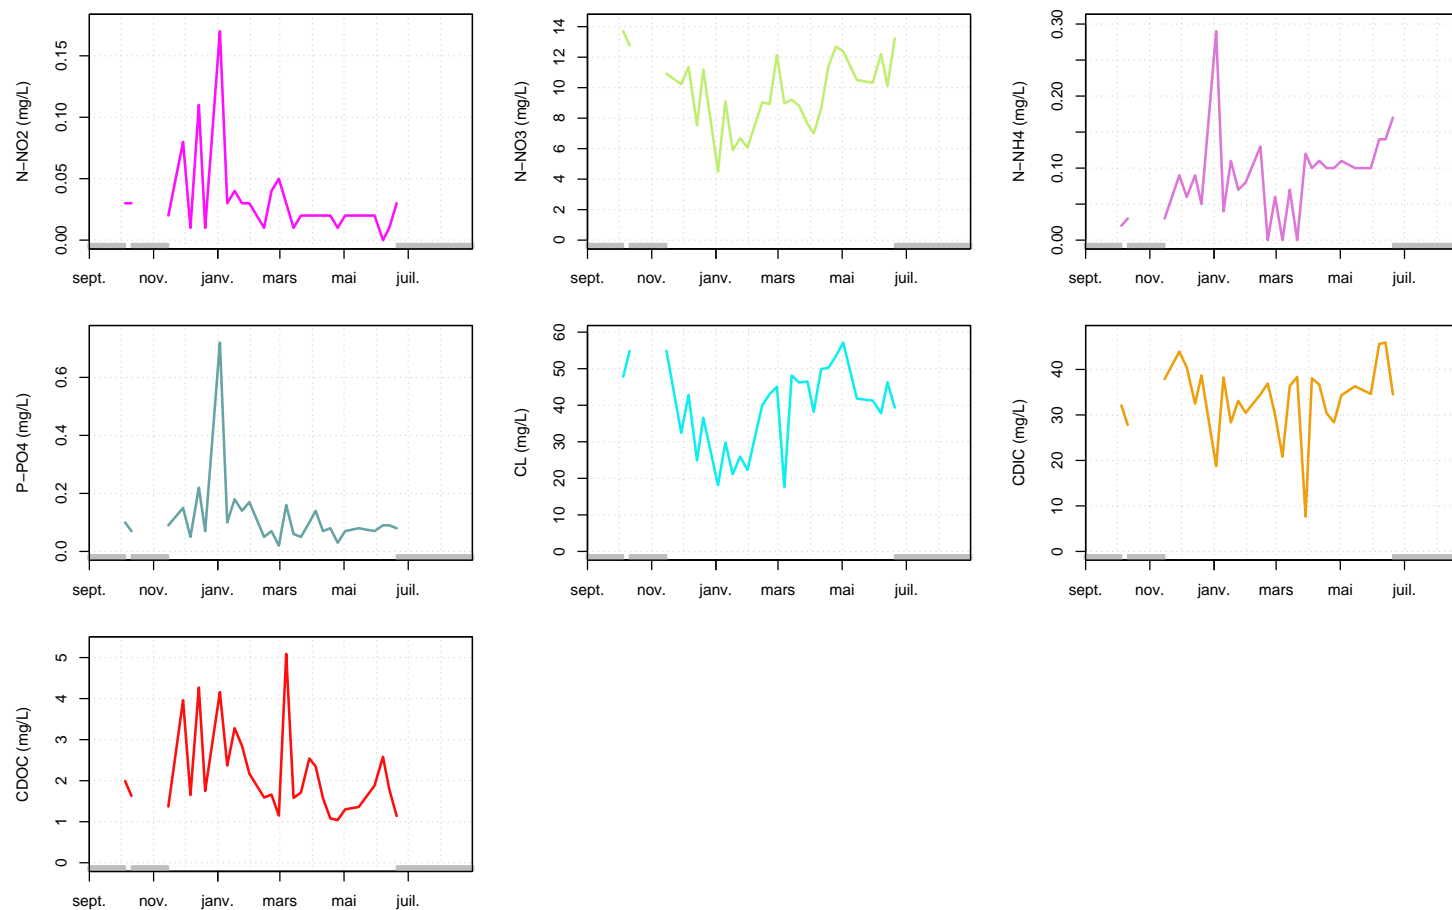 N−NO2 (mg/L)
0.00 0.05 0.10 0.15
sept. nov. janv. mars mai juil.
N−NO3 (mg/L)
0 2 4 6 8 10 12 14
sept. nov. janv. mars mai juil.
N−NH4 (mg/L)
0.00 0.10 0.20 0.30
sept. nov. janv. mars mai juil.
P−PO4 (mg/L)
0.0 0.2 0.4 0.6
sept. nov. janv. mars mai juil.
CL (mg/L)
0 10 20 30 40 50 60
sept. nov. janv. mars mai juil.
CDIC (mg/L)
0 10 20 30 40
sept. nov. janv. mars mai juil.
CDOC (mg/L)
0 1 2 3 4 5
sept. nov. janv. mars mai juil.